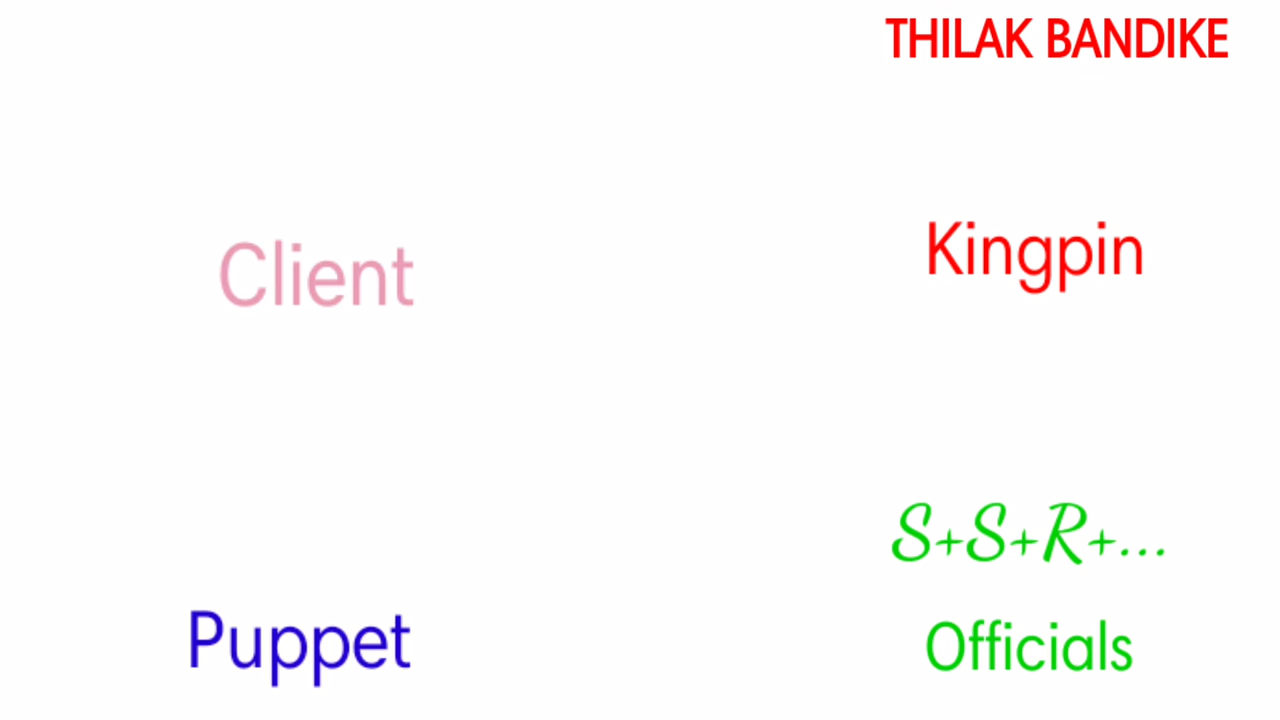 THILAK BANDIKE
Kingpin
Client
S+S+R+...
Puppet
Officials